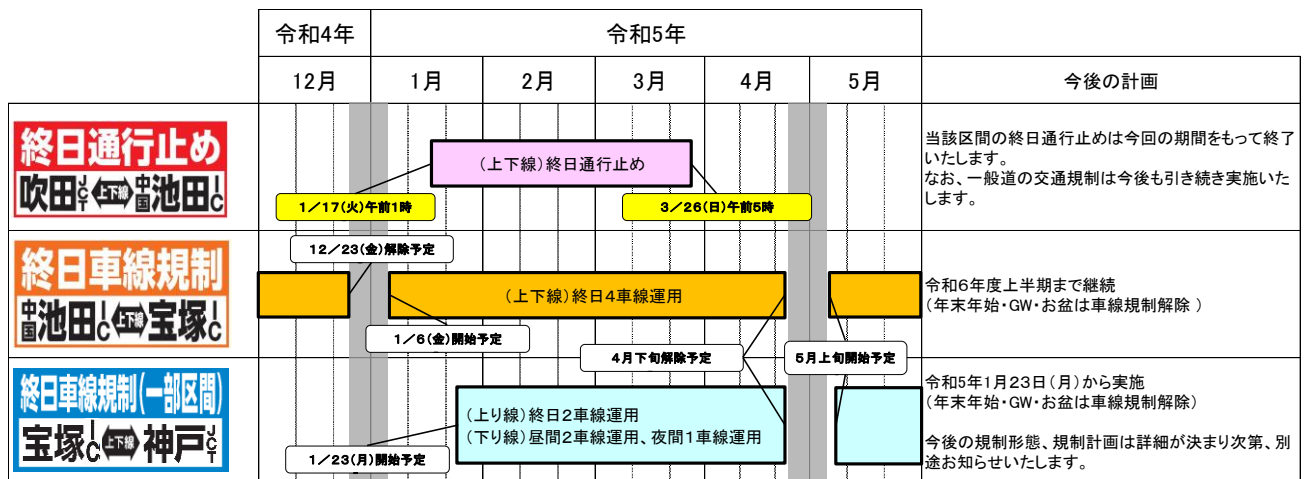 令和4年
令和5年
12月
1月
2月
3月
4月
5月
今後の計画
終日通行止め
吹田JCT 上下線 中国池田IC
(上下線)終日通行止め
1/17(火)午前1時
3/26(日)午前5時
当該区間の終日通行止めは今回の期間をもって終了
いたします。
なお、一般道の交通規制は今後も引き続き実施いた
します。
終日車線規制
中国池田IC 上下線 宝塚IC
12/23(金)解除予定
(上下線)終日4車線運用
1/6(金)開始予定
4月下旬解除予定
5月上旬開始予定
令和6年度上半期まで継続
(年末年始・GW・お盆は車線規制解除 )
終日車線規制(一部区間)
宝塚IC 上下線 神戸JCT
(上り線)終日2車線運用
(下り線)昼間2車線運用、夜間1車線運用
1/23(月)開始予定
令和5年1月23日(月)から実施
(年末年始・GW・お盆は車線規制解除)
今後の規制形態、規制計画は詳細が決まり次第、別
途お知らせいたします。